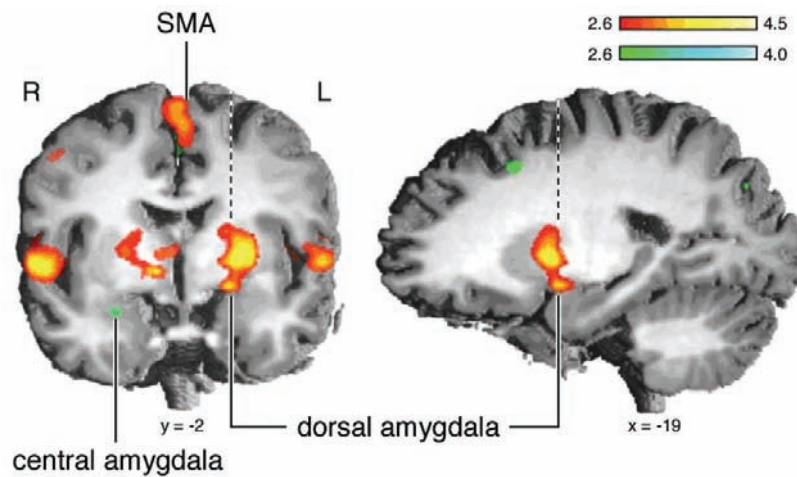 SMA
2.6 4.5
2.6 4.0
R L
y = -2
dorsal amygdala
x = -19
central amygdala